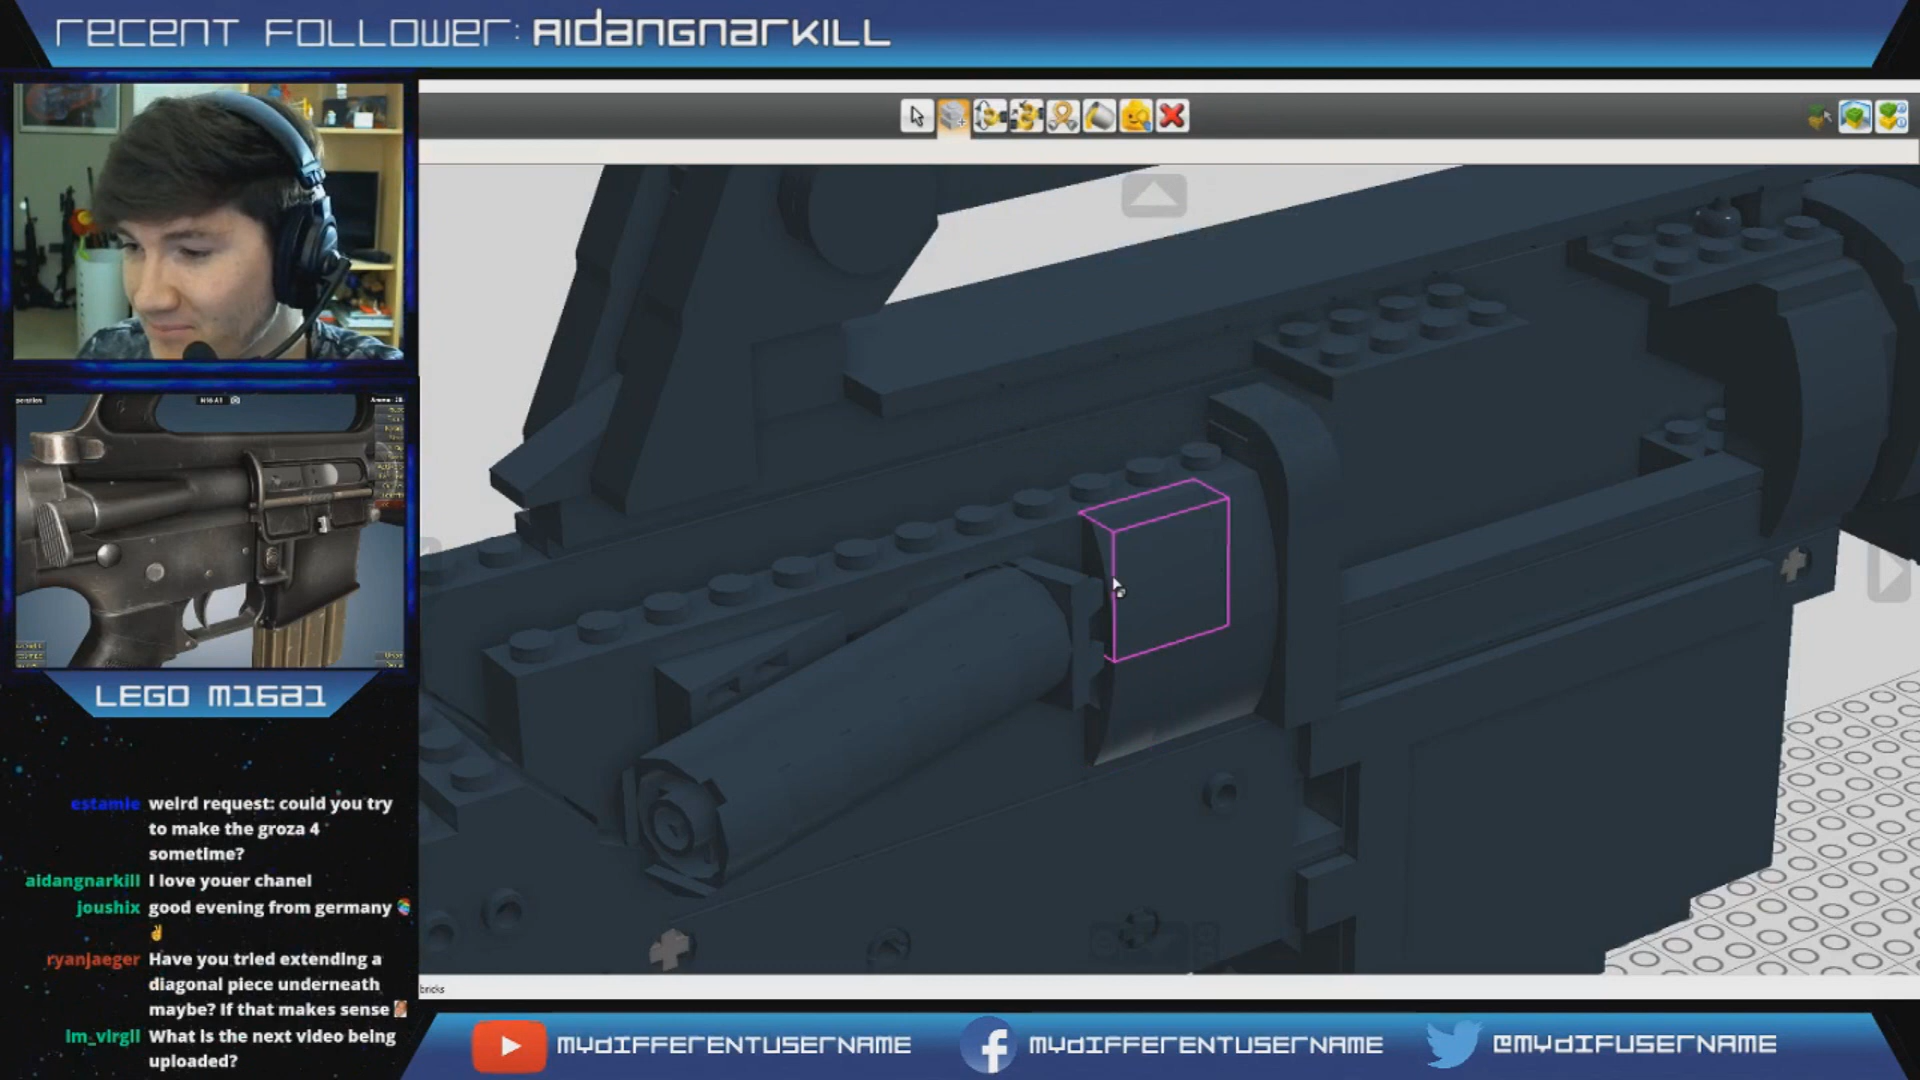 RECENT FOLLOWER: AIDANGNARKILL
M16A1
LEGO M16A1
estamle weird request: could you try
to make the groza 4
sometime?
aidangnarkill I love youer chanel
joushix good evening from germany
ryanjaeger Have you tried extending a
diagonal piece underneath
maybe? If that makes sense
Im_virgil What is the next video being
uploaded?
bricks
MYDIFFERENTUSERNAME
MYDIFFERENTUSERNAME
@MYDIFUSERNAME